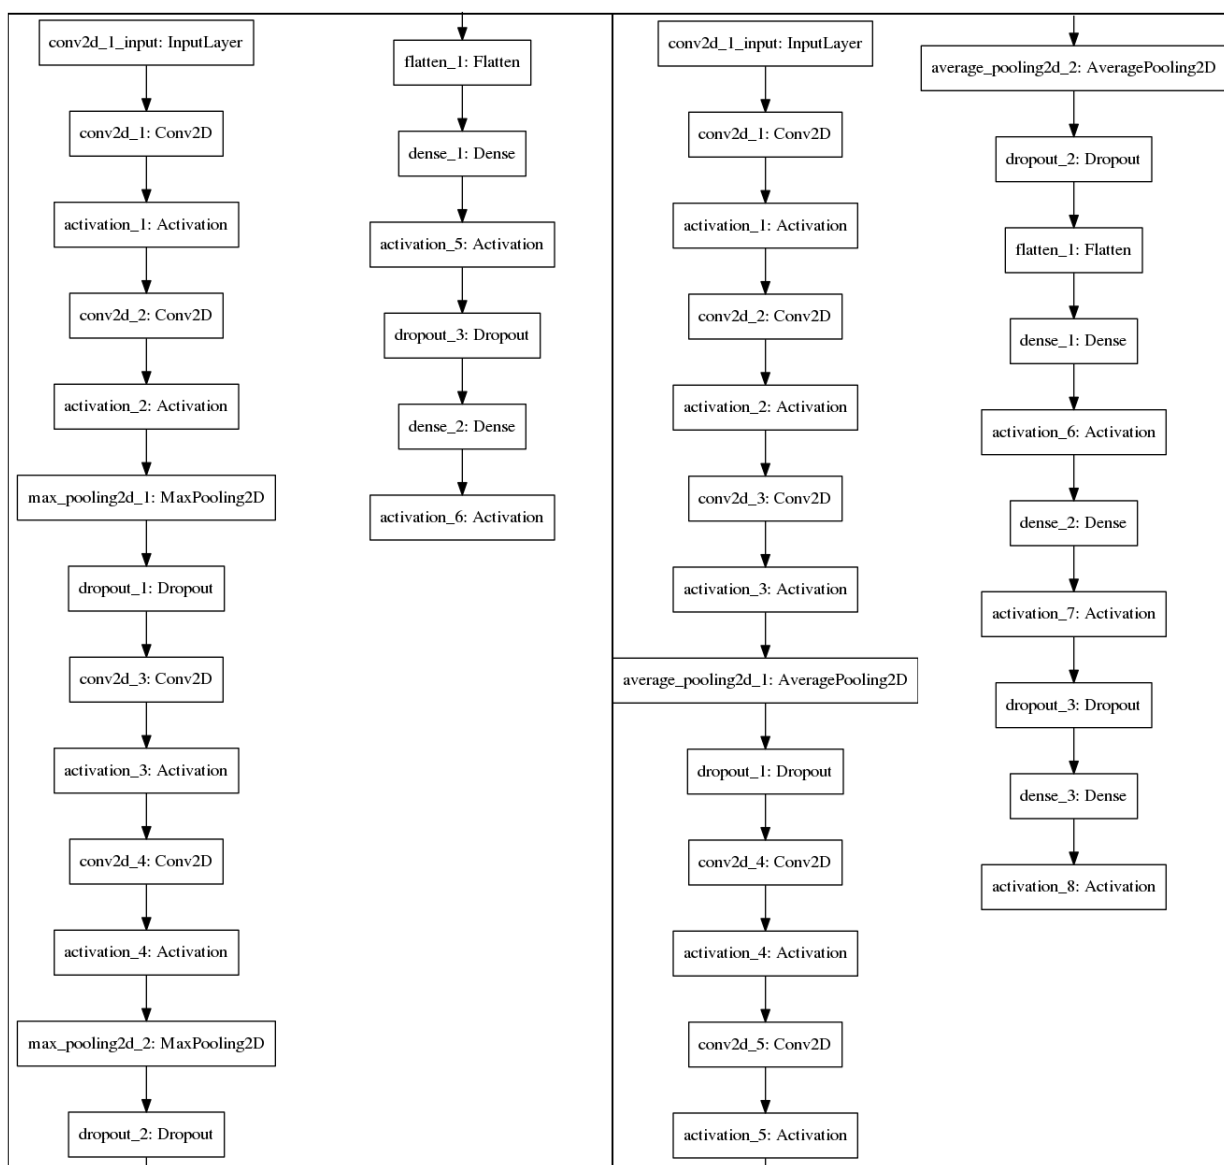 conv2d_1_input: InputLayer
conv2d_1: Conv2D
activation_1: Activation
conv2d_2: Conv2D
activation_2: Activation
max_pooling2d_1: MaxPooling2D
dropout_1: Dropout
conv2d_3: Conv2D
activation_3: Activation
conv2d_4: Conv2D
activation_4: Activation
max_pooling2d_2: MaxPooling2D
dropout_2: Dropout
flatten_1: Flatten
dense_1: Dense
activation_5: Activation
dropout_3: Dropout
dense_2: Dense
activation_6: Activation
conv2d_1_input: InputLayer
conv2d_1: Conv2D
activation_1: Activation
conv2d_2: Conv2D
activation_2: Activation
conv2d_3: Conv2D
activation_3: Activation
average_pooling2d_1: AveragePooling2D
dropout_1: Dropout
conv2d_4: Conv2D
activation_4: Activation
conv2d_5: Conv2D
activation_5: Activation
average_pooling2d_2: AveragePooling2D
dropout_2: Dropout
flatten_1: Flatten
dense_1: Dense
activation_6: Activation
dense_2: Dense
activation_7: Activation
dropout_3: Dropout
dense_3: Dense
activation_8: Activation